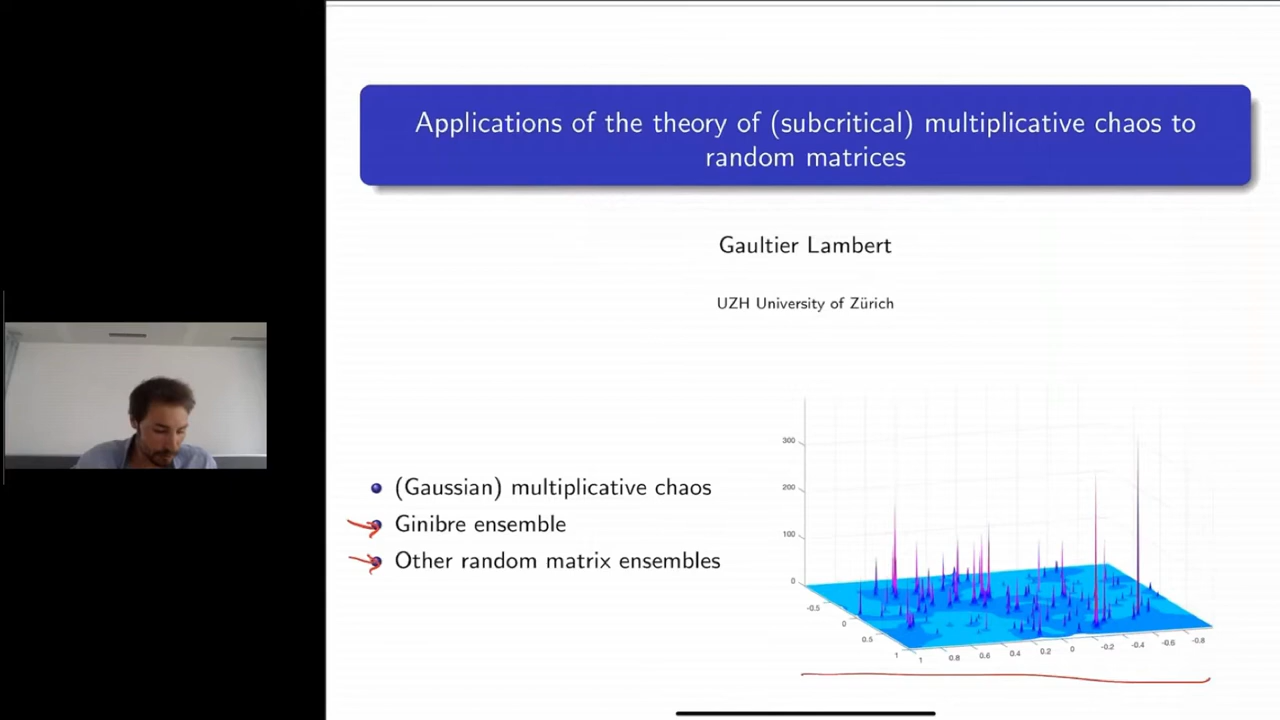 Applications of the theory of (subcritical) multiplicative chaos to
random matrices
Gaultier Lambert
UZH University of Zürich
(Gaussian) multiplicative chaos
Ginibre ensemble
Other random matrix ensembles
300
200
100
0
-0.5
0
0.5
1
1
0.8
0.6
0.4
0.2
0
-0.2
-0.4
-0.6
-0.8